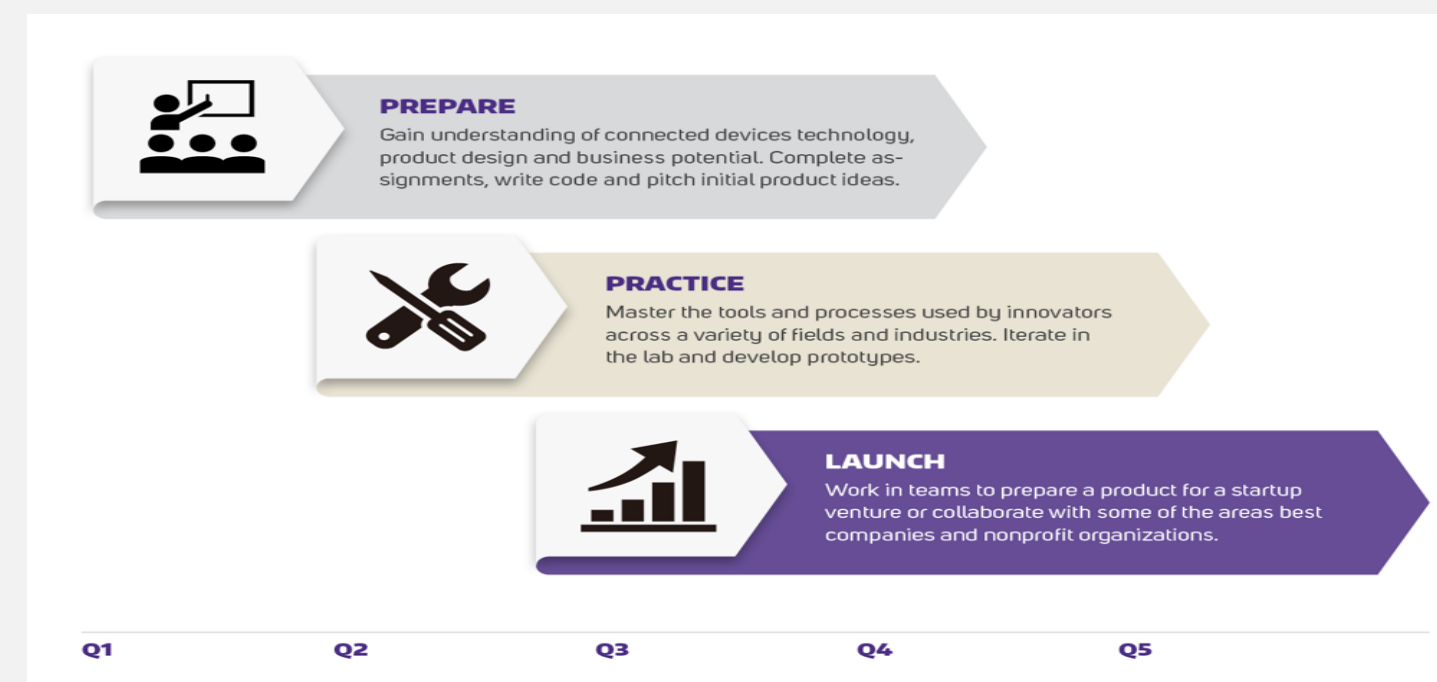 PREPARE
Gain understanding of connected devices technology,
product design and business potential. Complete as-
signments, write code and pitch initial product ideas.
PRACTICE
Master the tools and processes used by innovators
across a variety of fields and industries. Iterate in
the lab and develop prototypes.
LAUNCH
Work in teams to prepare a product for a startup
venture or collaborate with some of the areas best
companies and nonprofit organizations.
Q1 Q2 Q3 Q4 Q5